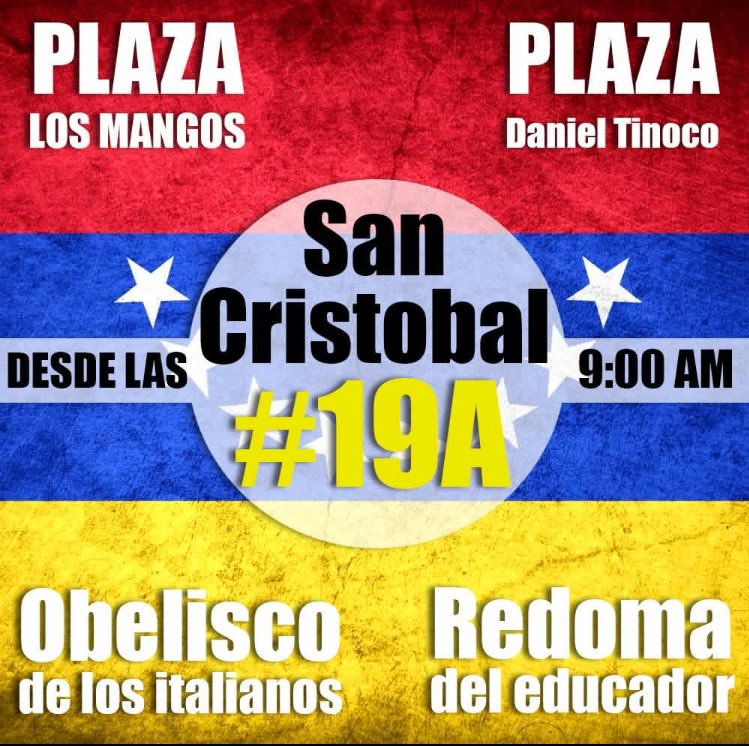 PLAZA
LOS MANGOS
PLAZA
Daniel Tinoco
San
Cristobal
DESDE LAS
9:00 AM
#19A
Obelisco
de los italianos
Redoma
del educador